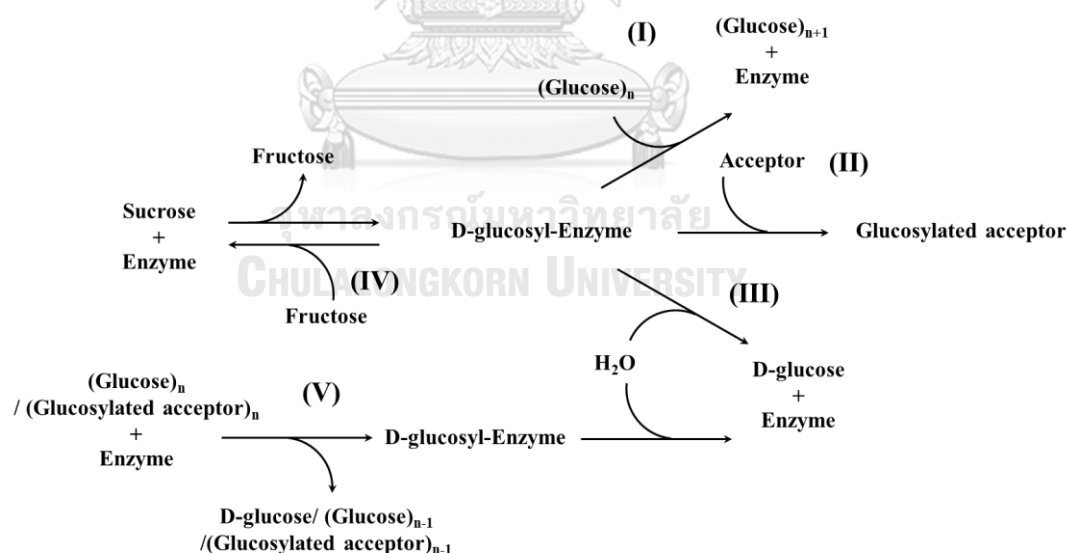 (I)
(Glucose)n+1
+
Enzyme
(Glucose)n
Fructose
Acceptor (II)
Sucrose
+
Enzyme
D-glucosyl-Enzyme
Glucosylated acceptor
จุฬาลงกรณ์มหาวิทยาลัย
CHULALONGKORN UNIVERSITY
(IV)
Fructose
(III)
H2O
D-glucose
+
Enzyme
(Glucose)n
/ (Glucosylated acceptor)n
+
Enzyme
(V)
D-glucosyl-Enzyme
D-glucose/ (Glucose)n-1
/(Glucosylated acceptor)n-1